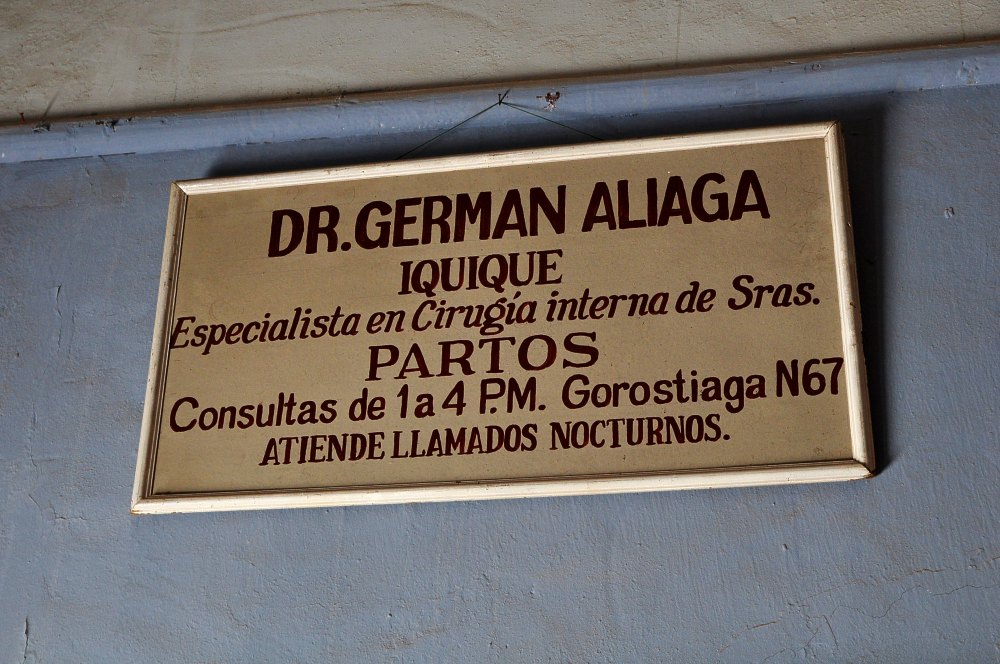 DR. GERMAN ALIAGA
IQUIQUE
Especialista en Cirugía interna de Sras.
PARTOS
Consultas de 1 a 4 P.M. Gorostiaga N67
ATIENDE LLAMADOS NOCTURNOS.